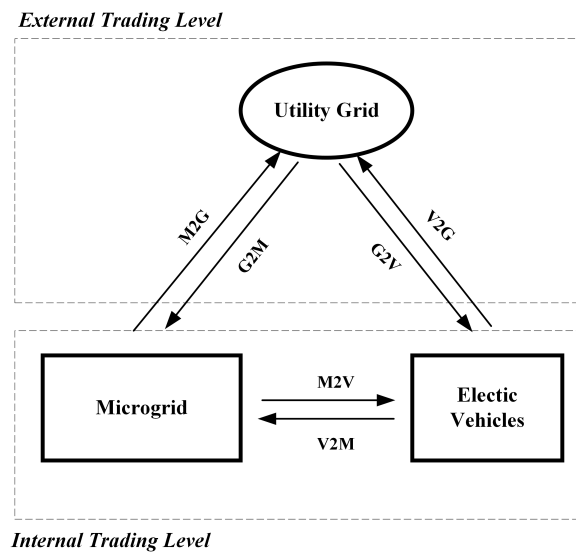 External Trading Level
Utility Grid
M2G
G2M
G2V
V2G
Microgrid
M2V
V2M
Electic
Vehicles
Internal Trading Level